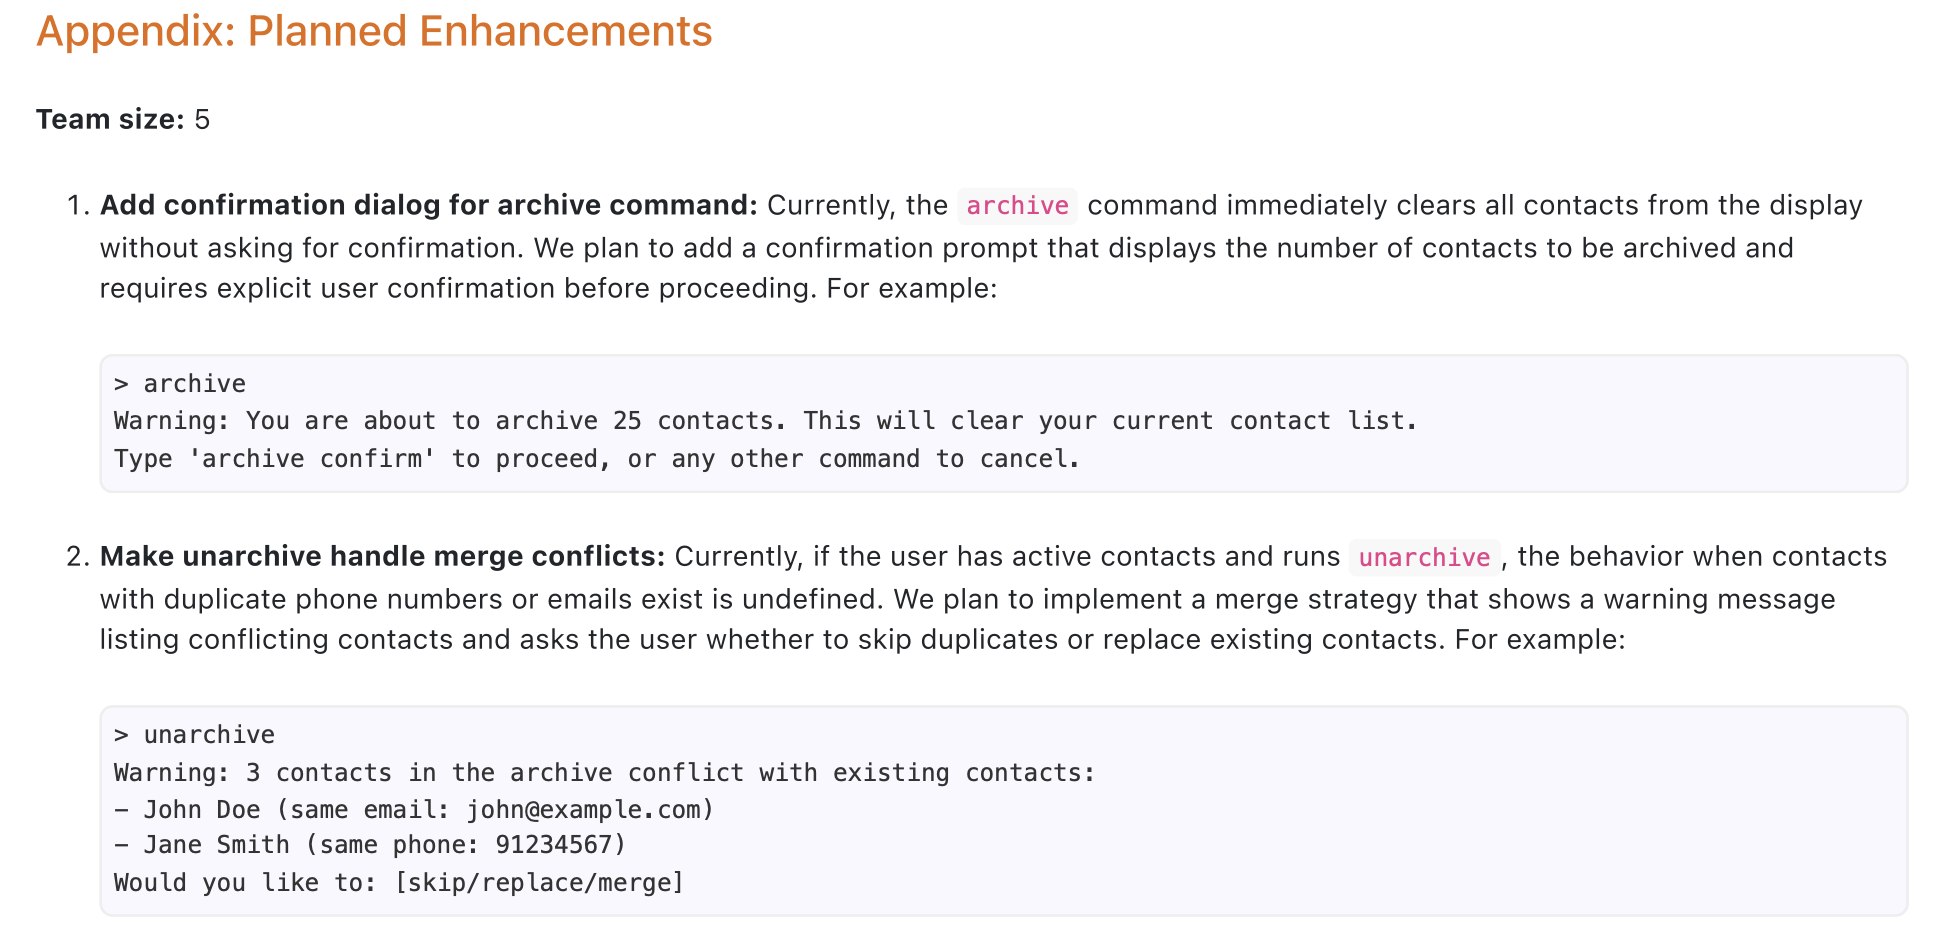 Appendix: Planned Enhancements
Team size: 5
1. Add confirmation dialog for archive command: Currently, the archive command immediately clears all contacts from the display
without asking for confirmation. We plan to add a confirmation prompt that displays the number of contacts to be archived and
requires explicit user confirmation before proceeding. For example:
> archive
Warning: You are about to archive 25 contacts. This will clear your current contact list.
Type 'archive confirm' to proceed, or any other command to cancel.
2. Make unarchive handle merge conflicts: Currently, if the user has active contacts and runs unarchive, the behavior when contacts
with duplicate phone numbers or emails exist is undefined. We plan to implement a merge strategy that shows a warning message
listing conflicting contacts and asks the user whether to skip duplicates or replace existing contacts. For example:
> unarchive
Warning: 3 contacts in the archive conflict with existing contacts:
– John Doe (same email: john@example.com)
– Jane Smith (same phone: 91234567)
Would you like to: [skip/replace/merge]